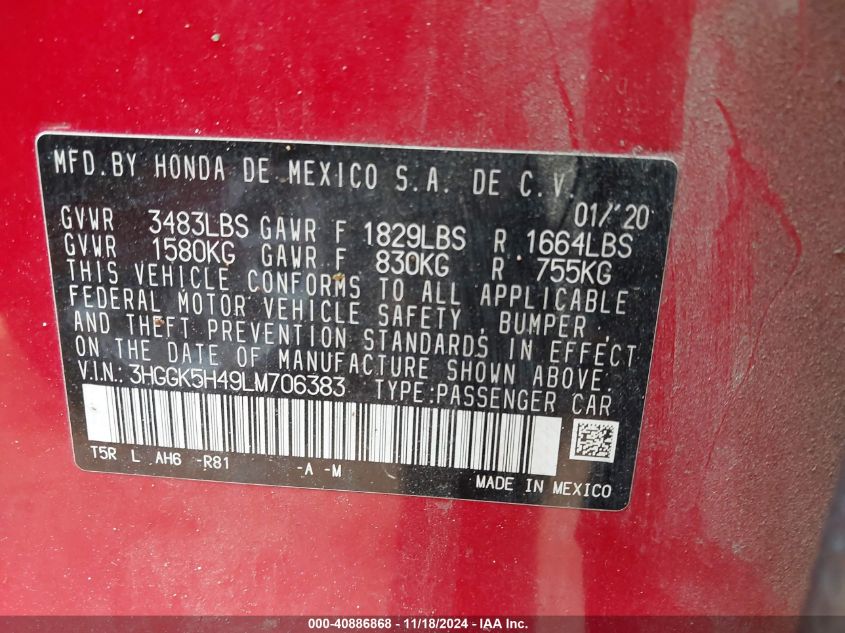 MFD.BY HONDA DE MEXICO S.A. DE C.V.
01/'20
GVWR 3483LBS GAWR F 1829LBS R 1664LBS
GVWR 1580KG GAWR F 830KG R 755KG
THIS VEHICLE CONFORMS TO ALL APPLICABLE
FEDERAL MOTOR VEHICLE SAFETY, BUMPER,
AND THEFT PREVENTION STANDARDS IN EFFECT
ON THE DATE OF MANUFACTURE SHOWN ABOVE.
V.I.N.: 3HGGK5H49LM706383 TYPE:PASSENGER CAR
T5R L AH6 -R81 -A -M
MADE IN MEXICO
000-40886868 - 11/18/2024 - IAA Inc.